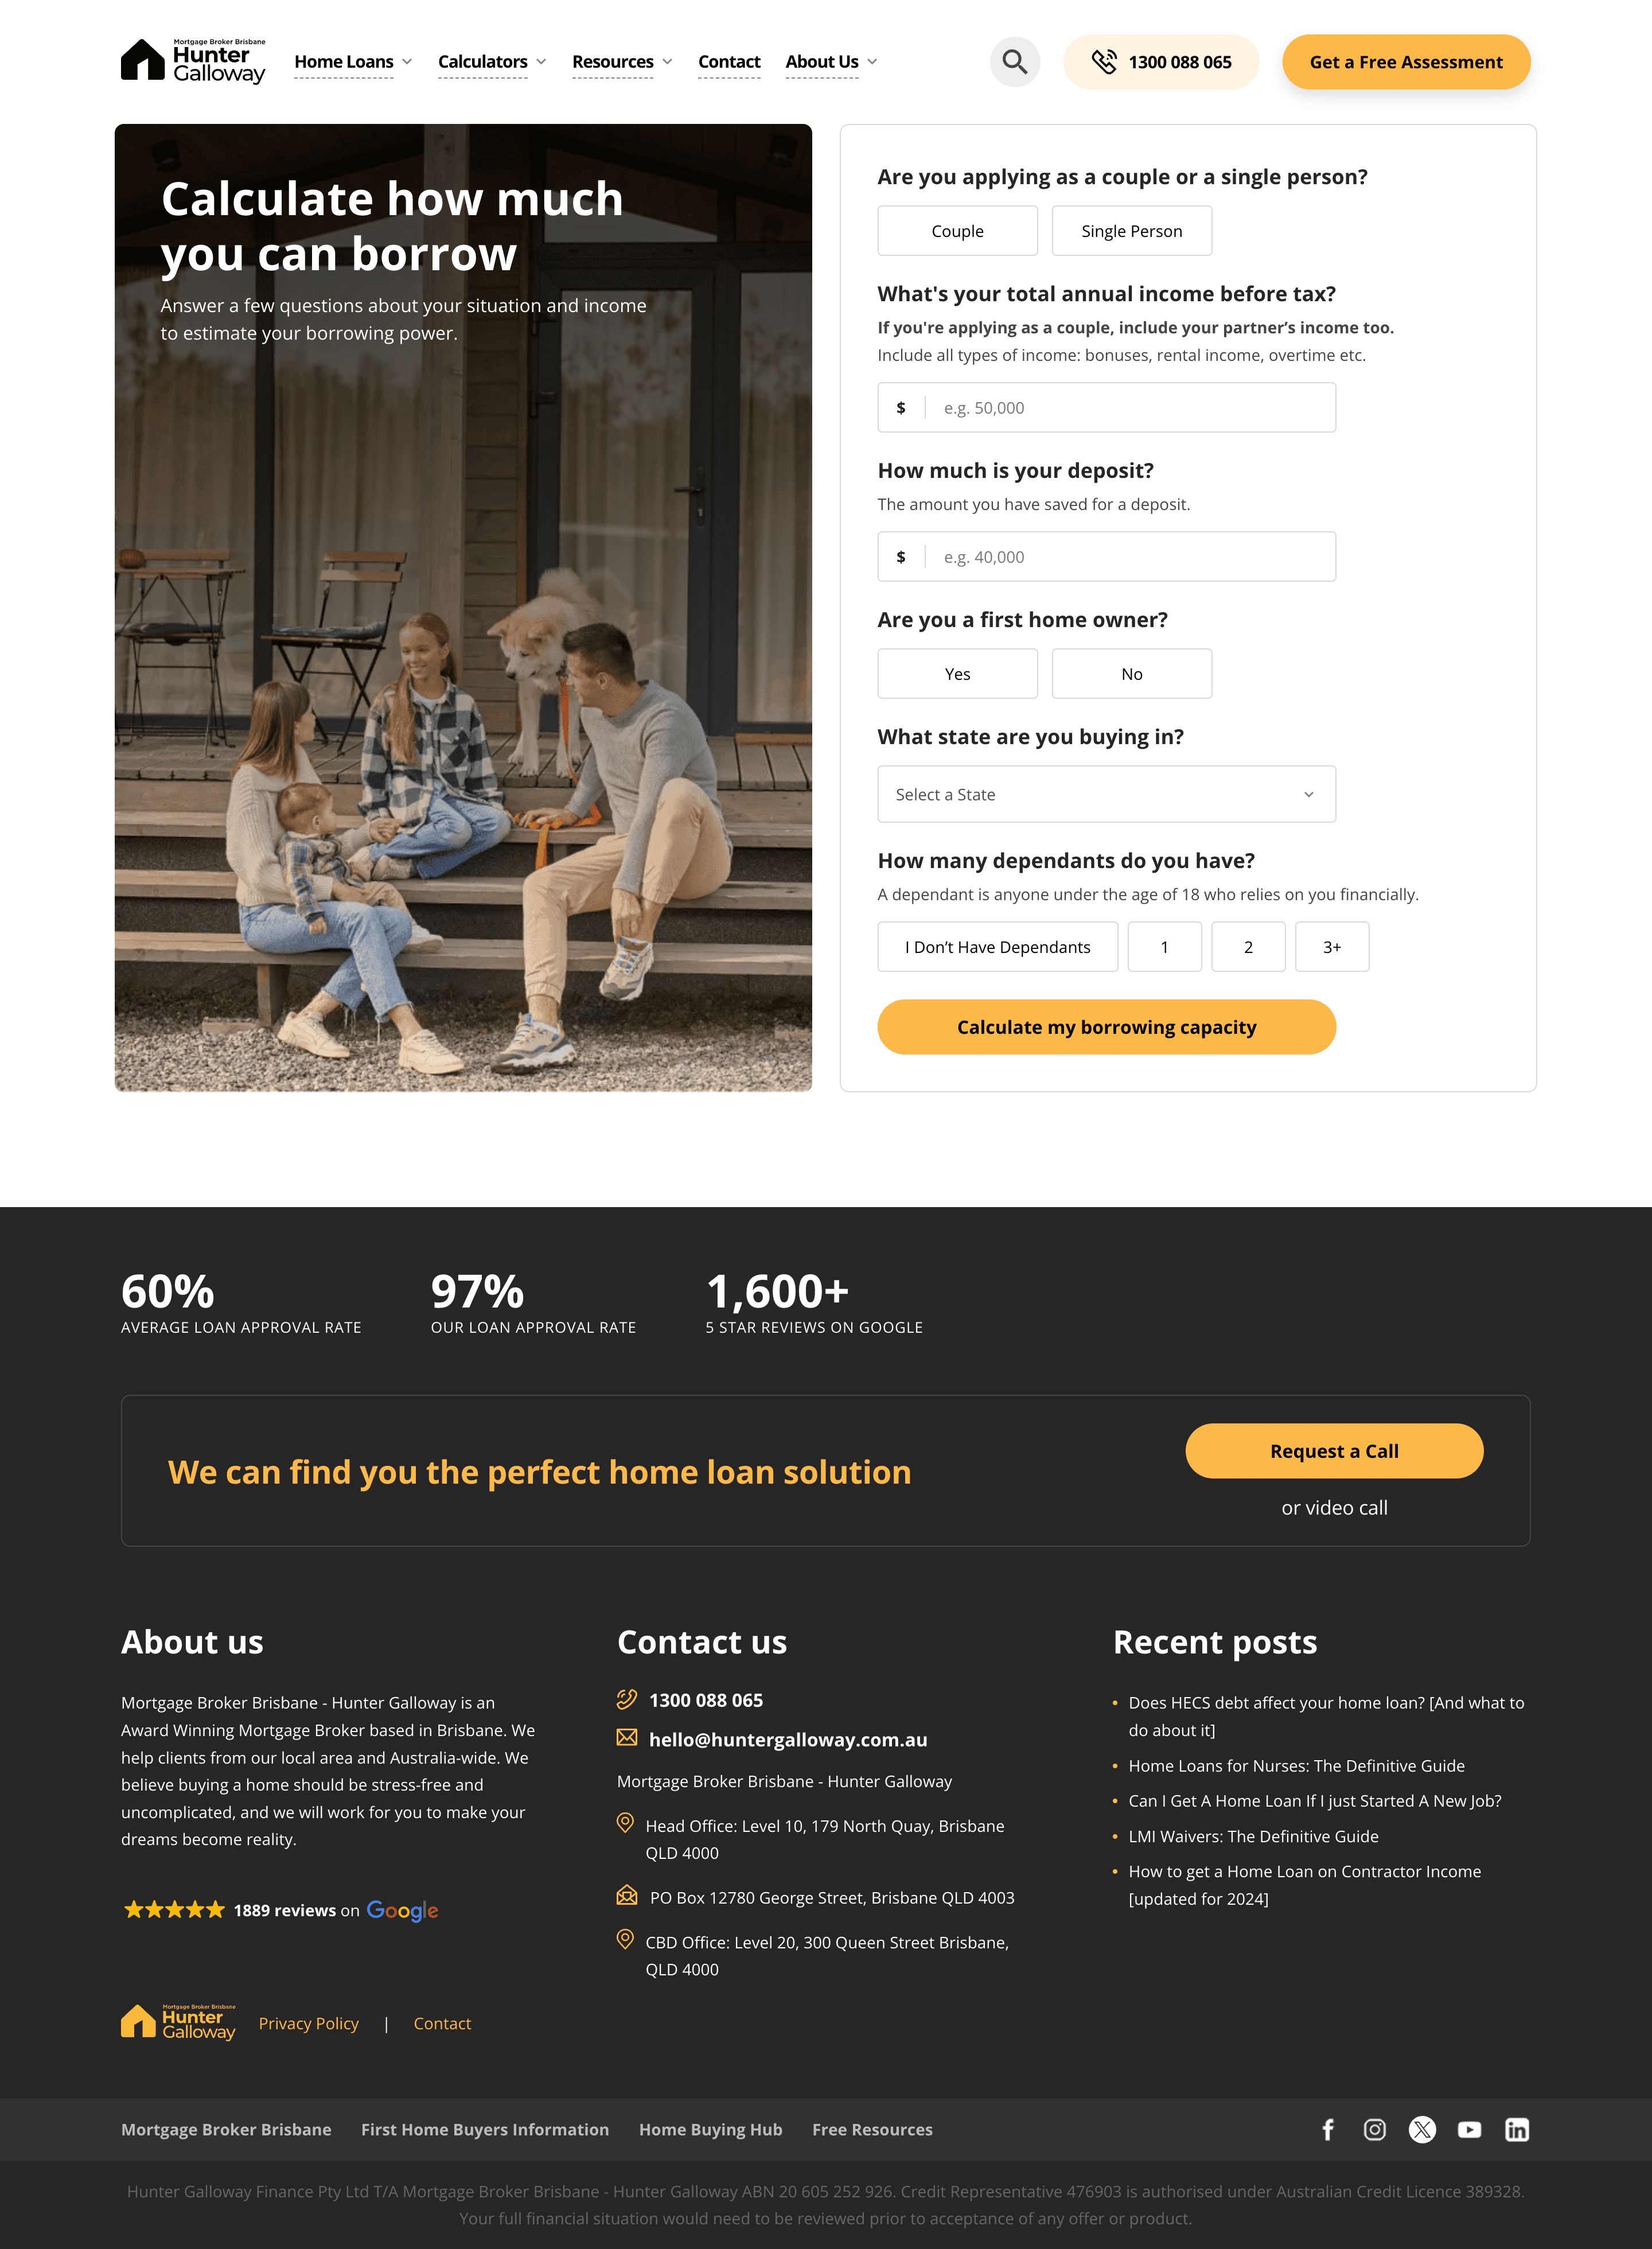 Mortgage Broker Brisbane
Hunter
Galloway
Home Loans
Calculators
Resources
Contact
About Us
1300 088 065
Get a Free Assessment
Calculate how much
you can borrow
Answer a few questions about your situation and income
to estimate your borrowing power.
Are you applying as a couple or a single person?
Couple
Single Person
What's your total annual income before tax?
If you're applying as a couple, include your partner’s income too.
Include all types of income: bonuses, rental income, overtime etc.
$ e.g. 50,000
How much is your deposit?
The amount you have saved for a deposit.
$ e.g. 40,000
Are you a first home owner?
Yes
No
What state are you buying in?
Select a State
How many dependants do you have?
A dependant is anyone under the age of 18 who relies on you financially.
I Don’t Have Dependants
1
2
3+
Calculate my borrowing capacity
60%
AVERAGE LOAN APPROVAL RATE
97%
OUR LOAN APPROVAL RATE
1,600+
5 STAR REVIEWS ON GOOGLE
We can find you the perfect home loan solution
Request a Call
or video call
About us
Mortgage Broker Brisbane - Hunter Galloway is an
Award Winning Mortgage Broker based in Brisbane. We
help clients from our local area and Australia-wide. We
believe buying a home should be stress-free and
uncomplicated, and we will work for you to make your
dreams become reality.
1889 reviews on Google
Contact us
1300 088 065
hello@huntergalloway.com.au
Mortgage Broker Brisbane - Hunter Galloway
Head Office: Level 10, 179 North Quay, Brisbane
QLD 4000
PO Box 12780 George Street, Brisbane QLD 4003
CBD Office: Level 20, 300 Queen Street Brisbane,
QLD 4000
Recent posts
• Does HECS debt affect your home loan? [And what to
do about it]
• Home Loans for Nurses: The Definitive Guide
• Can I Get A Home Loan If I just Started A New Job?
• LMI Waivers: The Definitive Guide
• How to get a Home Loan on Contractor Income
[updated for 2024]
Mortgage Broker Brisbane
Hunter
Galloway
Privacy Policy | Contact
Mortgage Broker Brisbane
First Home Buyers Information
Home Buying Hub
Free Resources
Hunter Galloway Finance Pty Ltd T/A Mortgage Broker Brisbane - Hunter Galloway ABN 20 605 252 926. Credit Representative 476903 is authorised under Australian Credit Licence 389328.
Your full financial situation would need to be reviewed prior to acceptance of any offer or product.